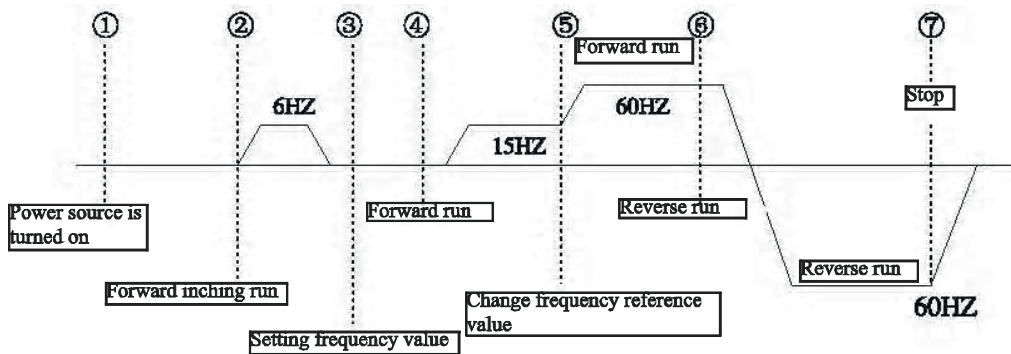 ① ② ③ ④ ⑤ ⑥ ⑦
Forward run
Stop
6HZ
60HZ
15HZ
Power source is
turned on
Forward run
Reverse run
Forward inching run
Reverse run
Change frequency reference
value
60HZ
Setting frequency value